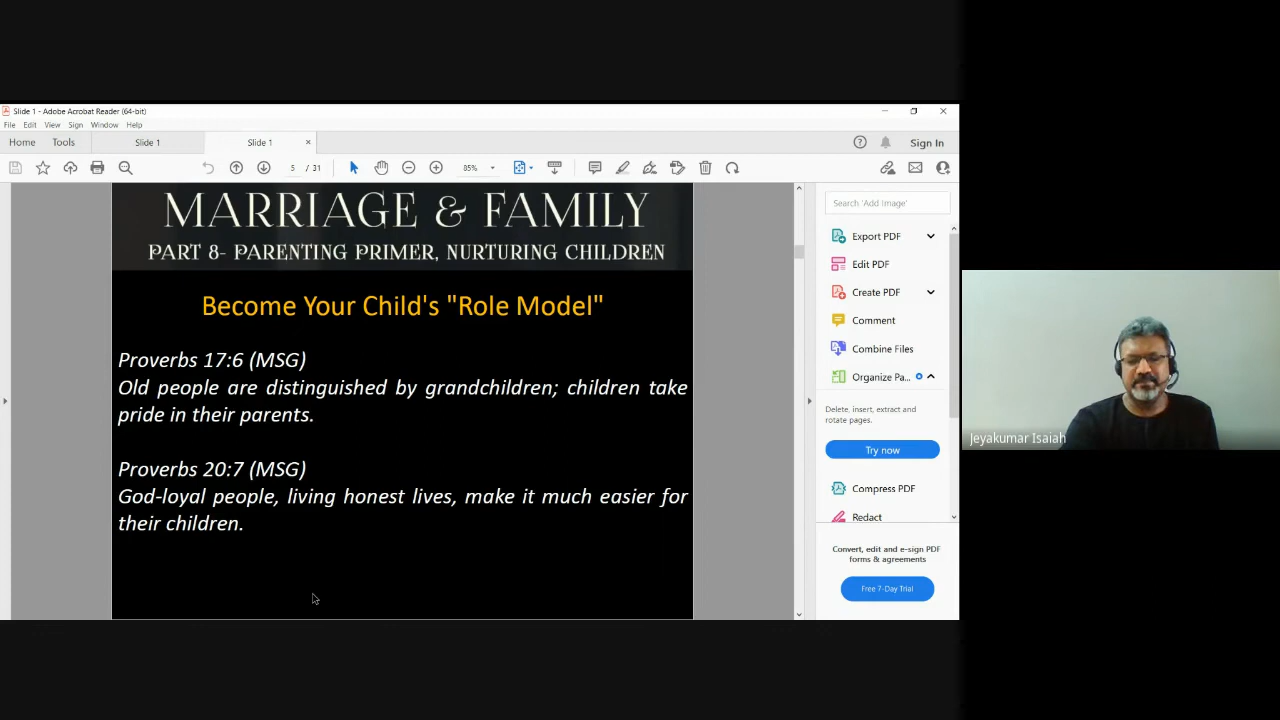 Slide 1 - Adobe Acrobat Reader (64-bit)
File Edit View Sign Window Help
Home Tools Slide 1 Slide 1 × Sign In
5 / 31 85%
MARRIAGE & FAMILY
PART 8- PARENTING PRIMER, NURTURING CHILDREN
Become Your Child's "Role Model"
Proverbs 17:6 (MSG)
Old people are distinguished by grandchildren; children take
pride in their parents.
Proverbs 20:7 (MSG)
God-loyal people, living honest lives, make it much easier for
their children.
Search 'Add Image'
Export PDF
Edit PDF
Create PDF
Comment
Combine Files
Organize Pa...
Delete, insert, extract and
rotate pages.
Try now
Compress PDF
Redact
Convert, edit and e-sign PDF
forms & agreements
Free 7-Day Trial
Jeyakumar Isaiah